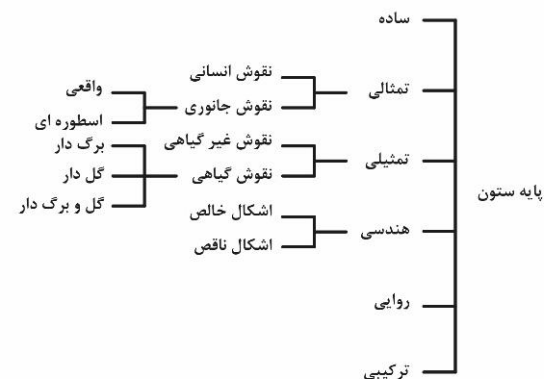 پایه ستون
ساده
تمثالی
نقوش انسانی
نقوش جانوری
واقعی
اسطوره ای
تمثیلی
نقوش غیر گیاهی
نقوش گیاهی
برگ دار
گل دار
گل و برگ دار
هندسی
اشکال خالص
اشکال ناقص
روایی
ترکیبی